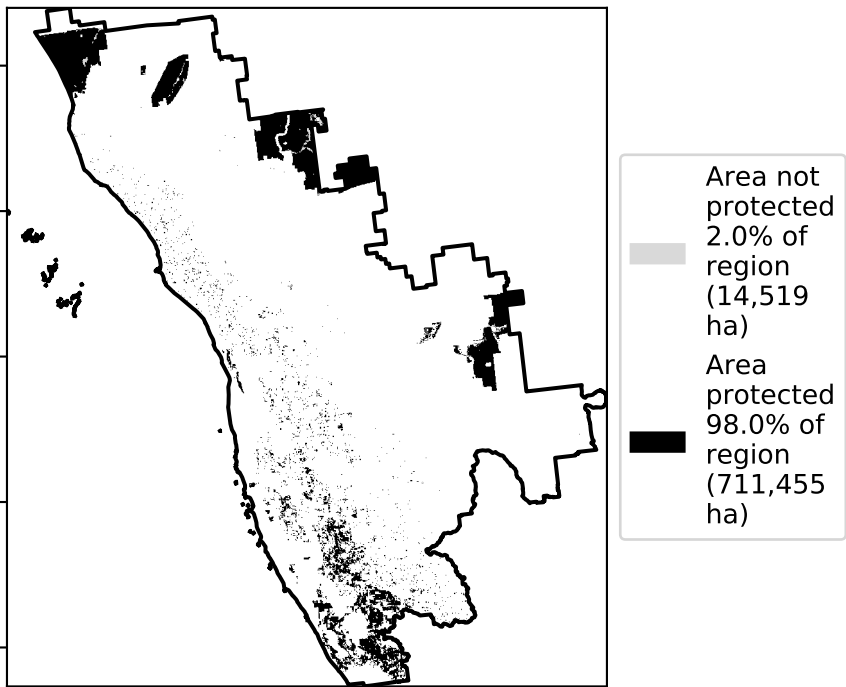 Area not
protected
2.0% of
region
(14,519
ha)
Area
protected
98.0% of
region
(711,455
ha)